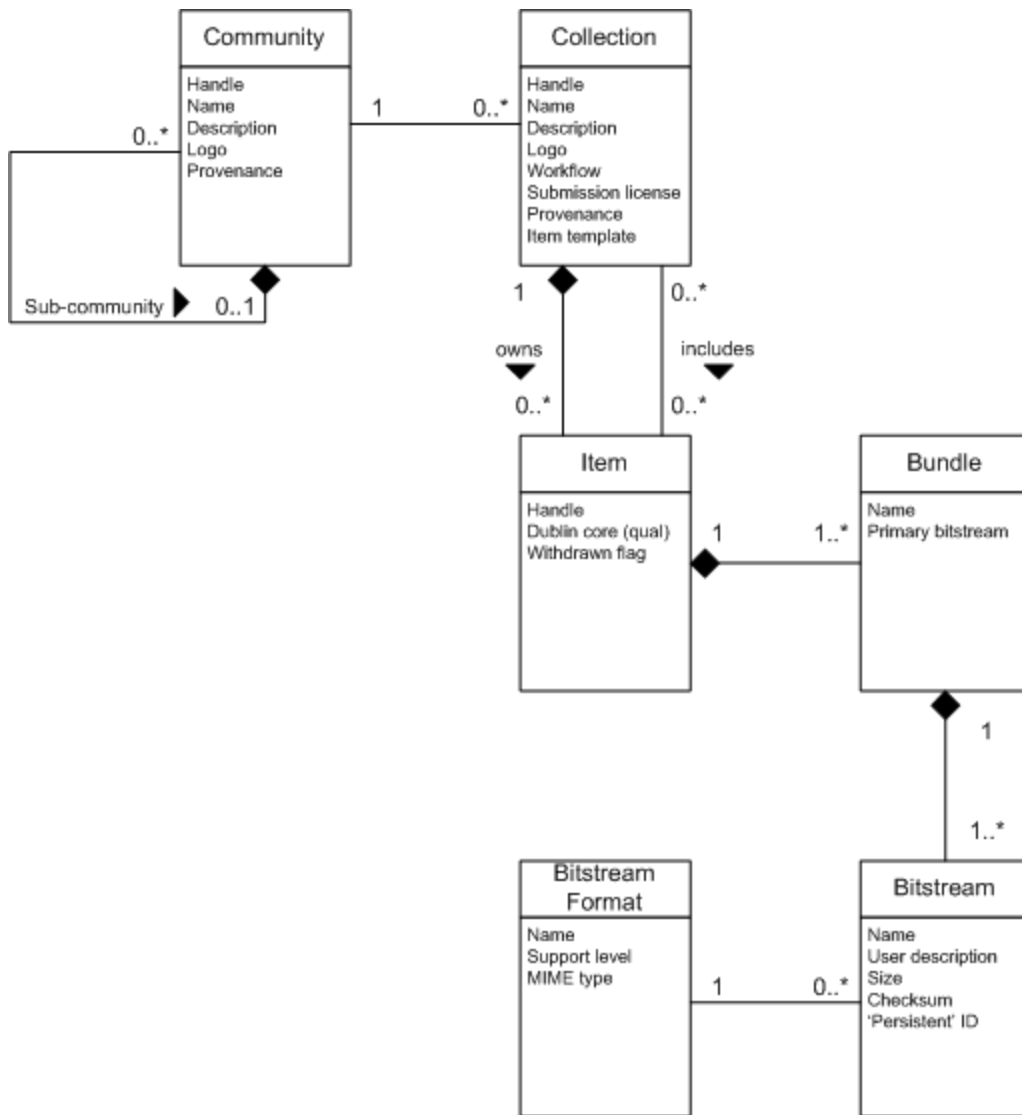 Community
Handle
Name
Description
Logo
Provenance
Collection
Handle
Name
Description
Logo
Workflow
Submission license
Provenance
Item template
1
0..*
0..*
Sub-community
0..1
1
0..*
owns
includes
0..*
0..*
Item
Handle
Dublin core (qual)
Withdrawn flag
Bundle
Name
Primary bitstream
1
1..*
1
1..*
Bitstream
Format
Name
Support level
MIME type
Bitstream
Name
User description
Size
Checksum
‘Persistent’ ID
1
0..*